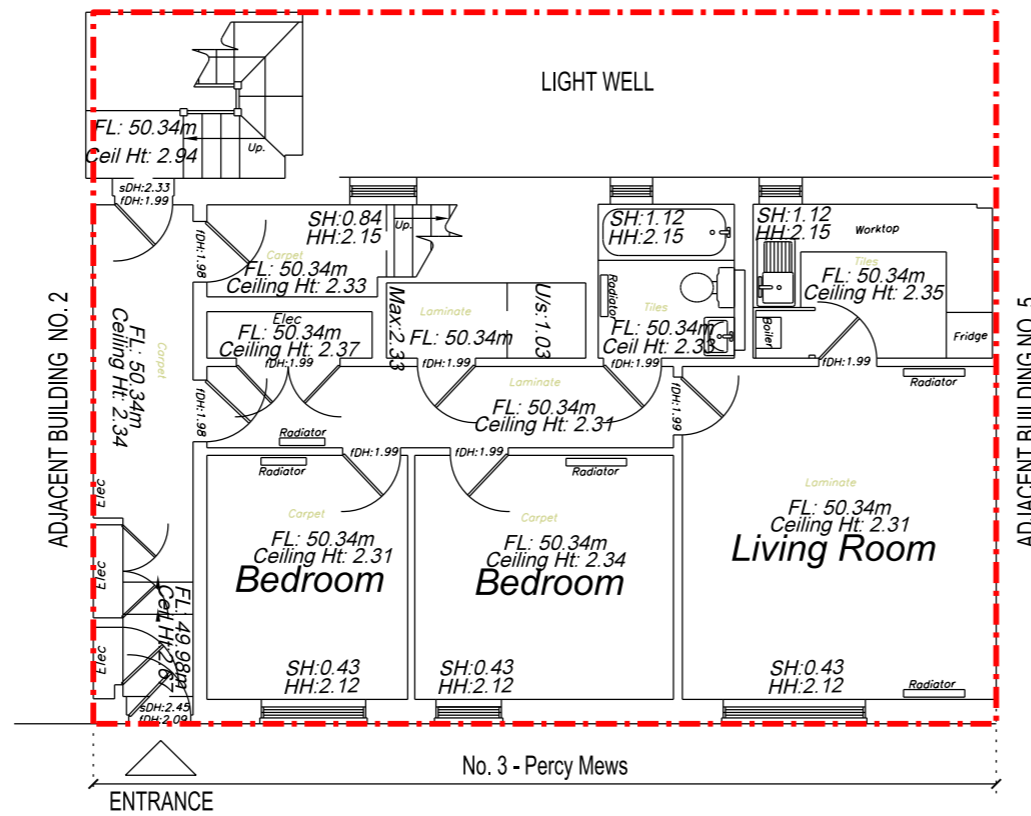 LIGHT WELL
FL: 50.34m
Ceil Ht: 2.94
Up.
sDH:2.33
fDH:1.99
fDH:1.98
SH:0.84
HH:2.15
Carpet
FL: 50.34m
Ceiling Ht: 2.33
Up.
SH:1.12
HH:2.15
SH:1.12
HH:2.15
Worktop
Tiles
FL: 50.34m
Ceiling Ht: 2.35
Boiler
Fridge
fDH:1.99
Radiator
Radiator
Tiles
FL: 50.34m
Ceil Ht: 2.33
fDH:1.99
Elec
FL: 50.34m
Ceiling Ht: 2.37
fDH:1.99
Max:2.33
Laminate
FL: 50.34m
U/s:1.03
fDH:1.99
Laminate
FL: 50.34m
Ceiling Ht: 2.31
fDH:1.98
fDH:1.99
Radiator
fDH:1.99
fDH:1.99
ADJACENT BUILDING NO. 2
Carpet
FL: 50.34m
Ceiling Ht: 2.34
Elec
Elec
Elec
FL: 49.98m
Ceil Ht:2.67
sDH:2.45
fDH:2.09
Radiator
Carpet
FL: 50.34m
Ceiling Ht: 2.31
Bedroom
SH:0.43
HH:2.12
Radiator
Carpet
FL: 50.34m
Ceiling Ht: 2.34
Bedroom
SH:0.43
HH:2.12
Laminate
FL: 50.34m
Ceiling Ht: 2.31
Living Room
SH:0.43
HH:2.12
Radiator
ADJACENT BUILDING NO. 5
No. 3 - Percy Mews
ENTRANCE